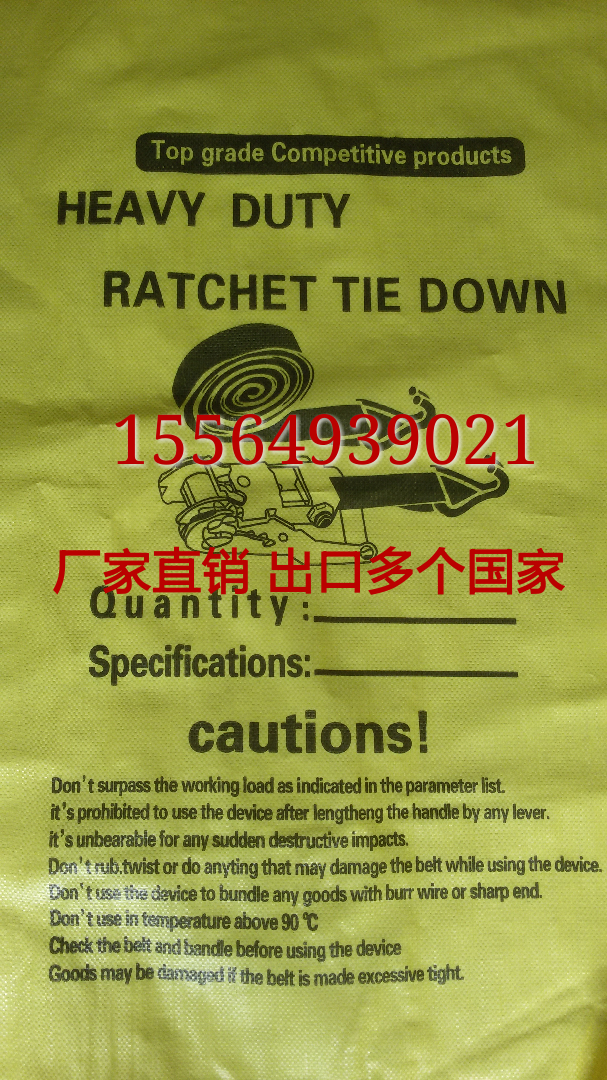 Top grade Competitive products
HEAVY DUTY
RATCHET TIE DOWN
15564939021
厂家直销 出口多个国家
Quantity:
Specifications:
cautions!
Don't surpass the working load as indicated in the parameter list.
it's prohibited to use the device after lengtheng the handle by any lever.
it's unbearable for any sudden destructive impacts.
Don't rub.twist or do anyting that may damage the belt while using the device.
Don't use the device to bundle any goods with burr wire or sharp end.
Don't use in temperature above 90 ℃
Check the belt and bandle before using the device
Goods may be damaged if the belt is made excessive tight.